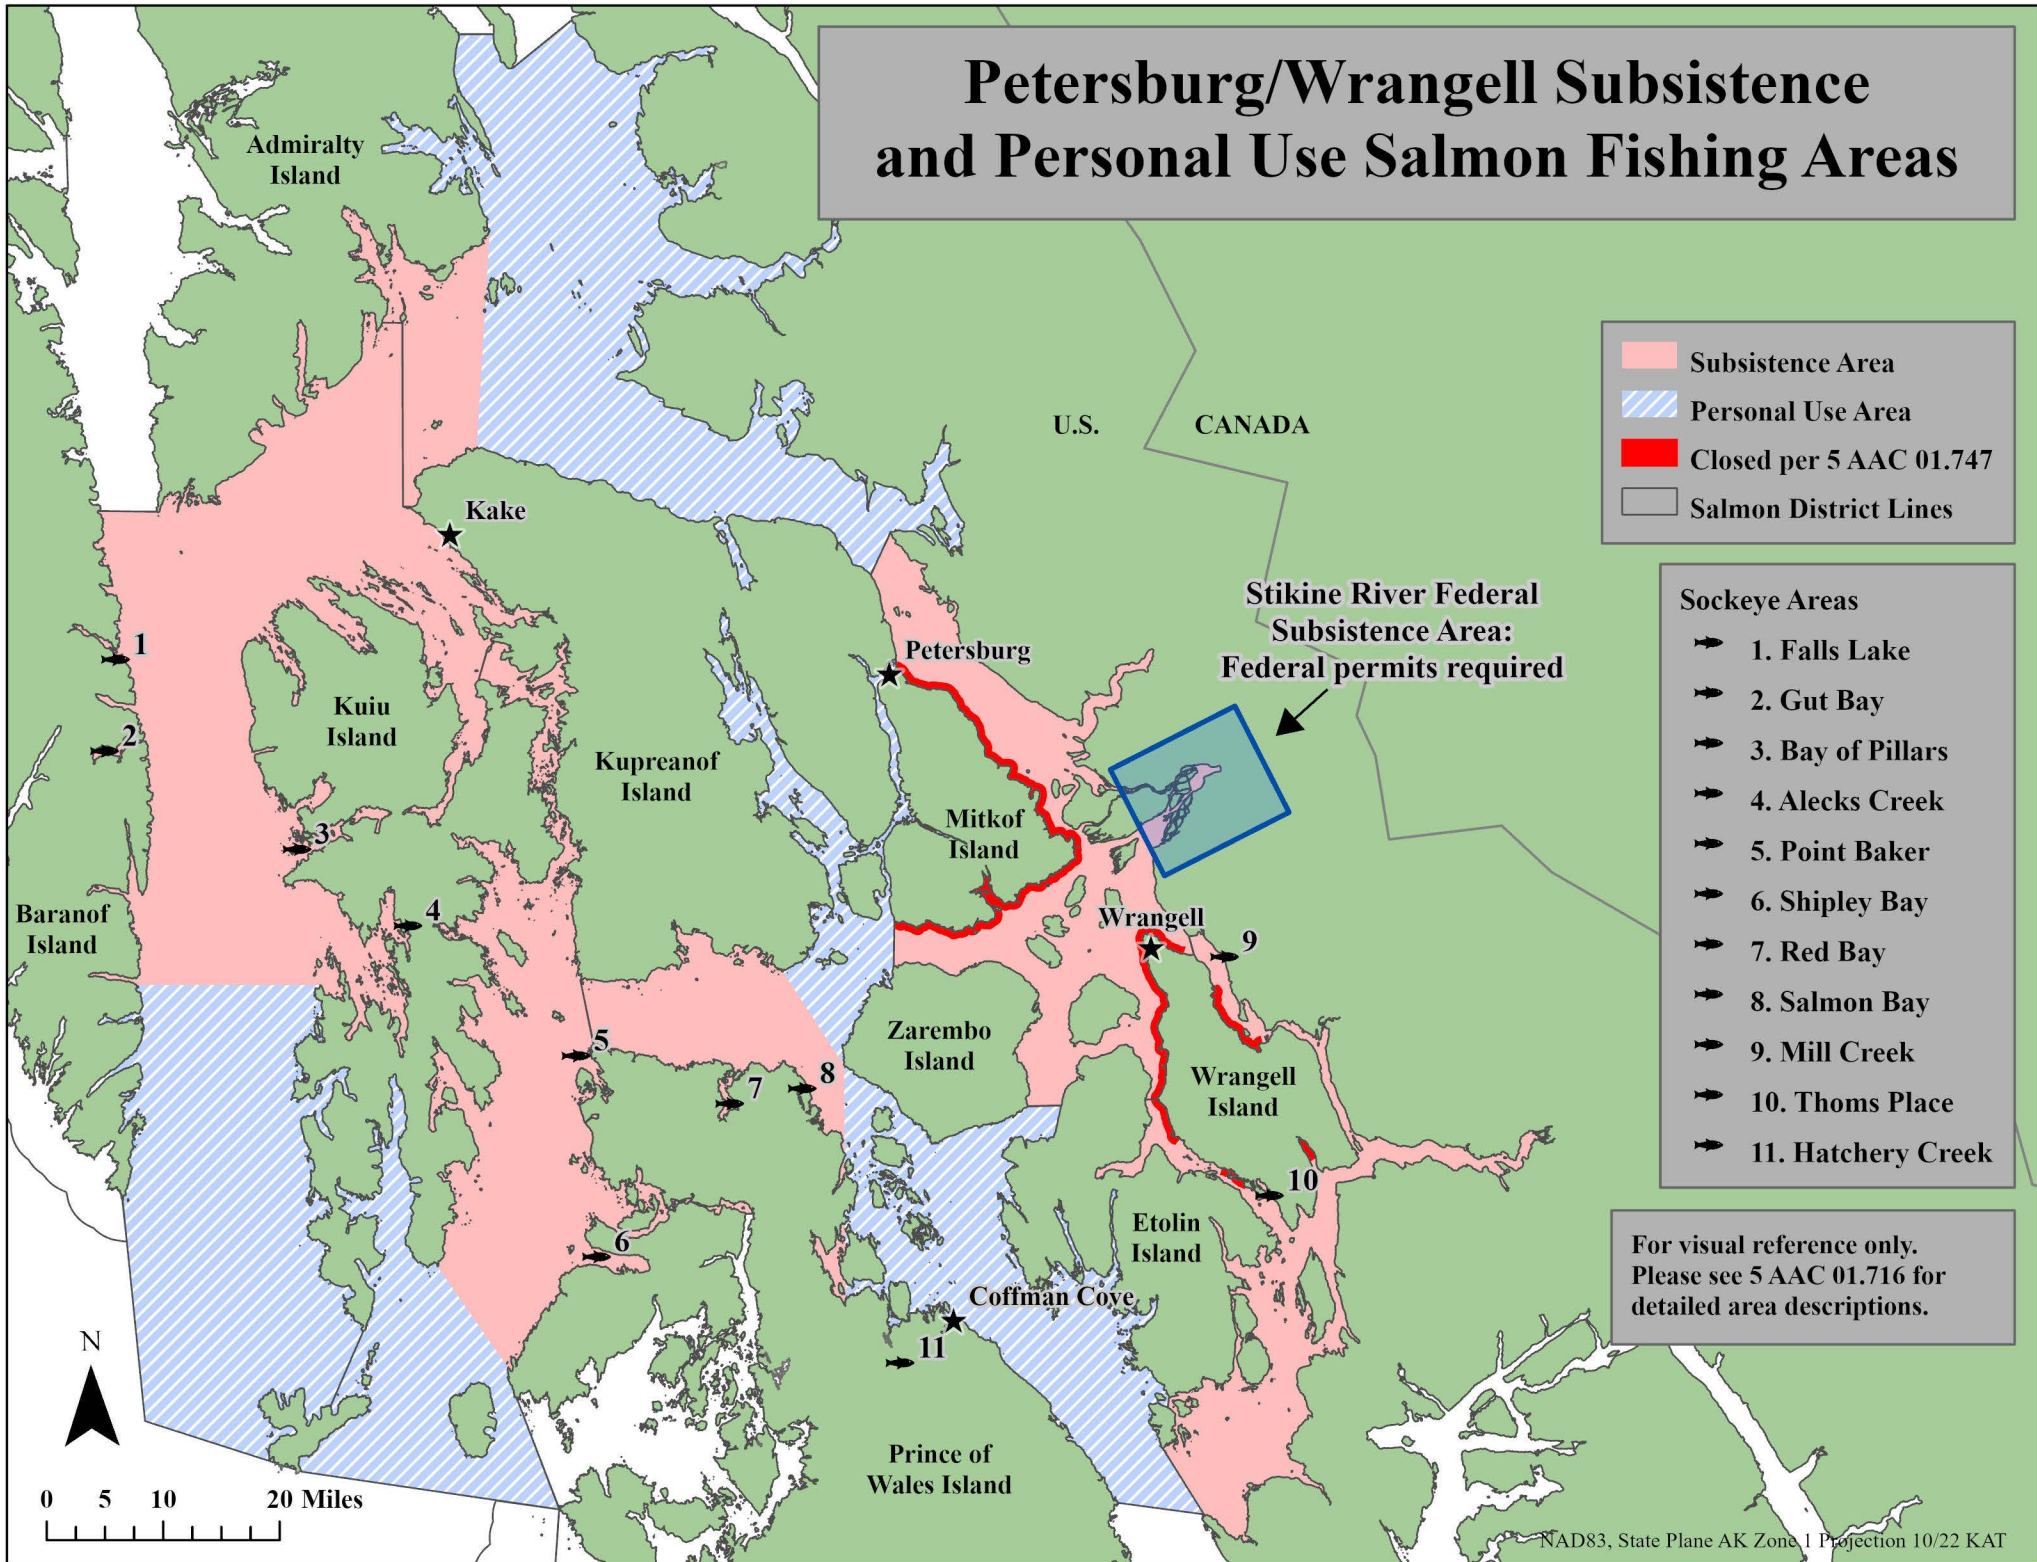 Petersburg/Wrangell Subsistence
and Personal Use Salmon Fishing Areas
Admiralty
Island
Subsistence Area
Personal Use Area
Closed per 5 AAC 01.747
Salmon District Lines
U.S.
CANADA
Kake
Stikine River Federal
Subsistence Area:
Federal permits required
Sockeye Areas
1. Falls Lake
2. Gut Bay
3. Bay of Pillars
4. Alecks Creek
5. Point Baker
6. Shipley Bay
7. Red Bay
8. Salmon Bay
9. Mill Creek
10. Thoms Place
11. Hatchery Creek
1
Petersburg
Kuiu
Island
2
Kupreanof
Island
Mitkof
Island
3
4
Baranof
Island
Wrangell
9
Zarembo
Island
5
7
8
Wrangell
Island
10
6
Etolin
Island
For visual reference only.
Please see 5 AAC 01.716 for
detailed area descriptions.
Coffman Cove
11
N
Prince of
Wales Island
0 5 10 20 Miles
NAD83, State Plane AK Zone 1 Projection 10/22 KAT